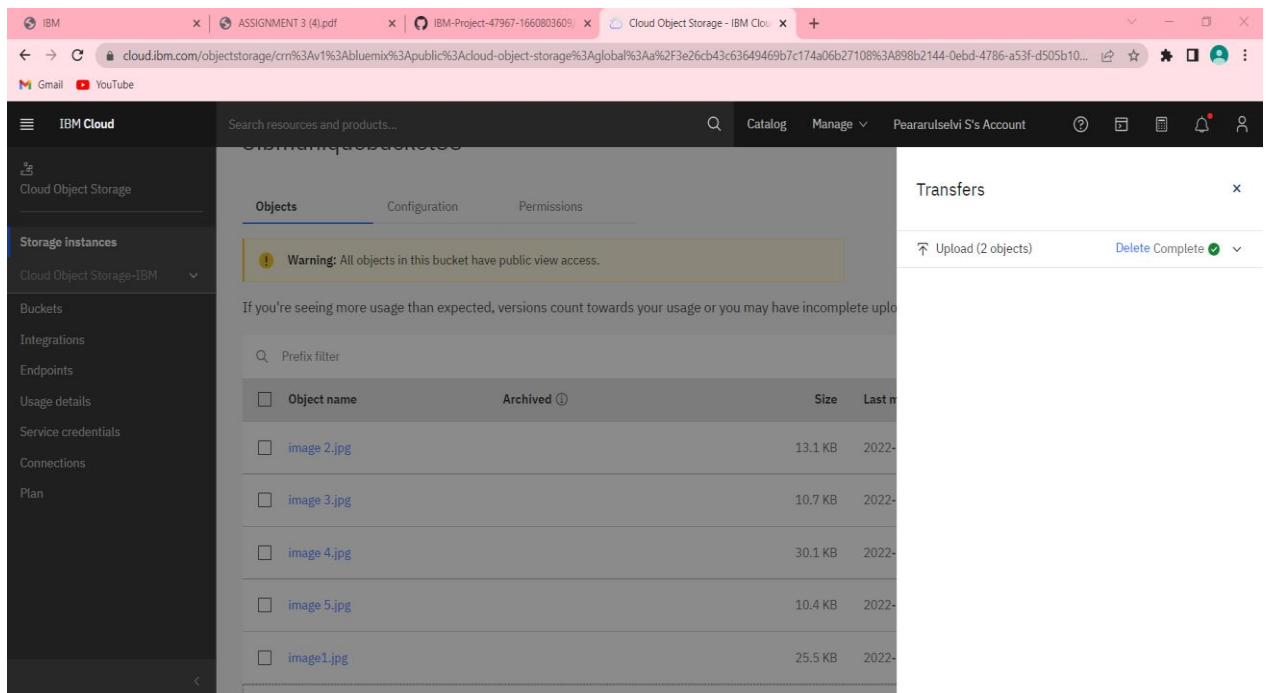 IBM
ASSIGNMENT 3 (4).pdf
IBM-Project-47967-1660803609
Cloud Object Storage - IBM Clou
cloud.ibm.com/objectstorage/crn%3Av1%3Abluemix%3Apublic%3Acloud-object-storage%3Aglobal%3Aa%2F3e26cb43c63649469b7c174a06b27108%3A898b2144-0ebd-4786-a53f-d505b10...
Gmail YouTube
IBM Cloud
Search resources and products...
Catalog
Manage
Peararulselvi S's Account
Cloud Object Storage
Storage instances
Cloud Object Storage-IBM
Buckets
Integrations
Endpoints
Usage details
Service credentials
Connections
Plan
Objects Configuration Permissions
Warning: All objects in this bucket have public view access.
If you're seeing more usage than expected, versions count towards your usage or you may have incomplete uplo
Prefix filter
Object name Archived Size Last m
image 2.jpg 13.1 KB 2022-
image 3.jpg 10.7 KB 2022-
image 4.jpg 30.1 KB 2022-
image 5.jpg 10.4 KB 2022-
image1.jpg 25.5 KB 2022-
Transfers
Upload (2 objects) Delete Complete